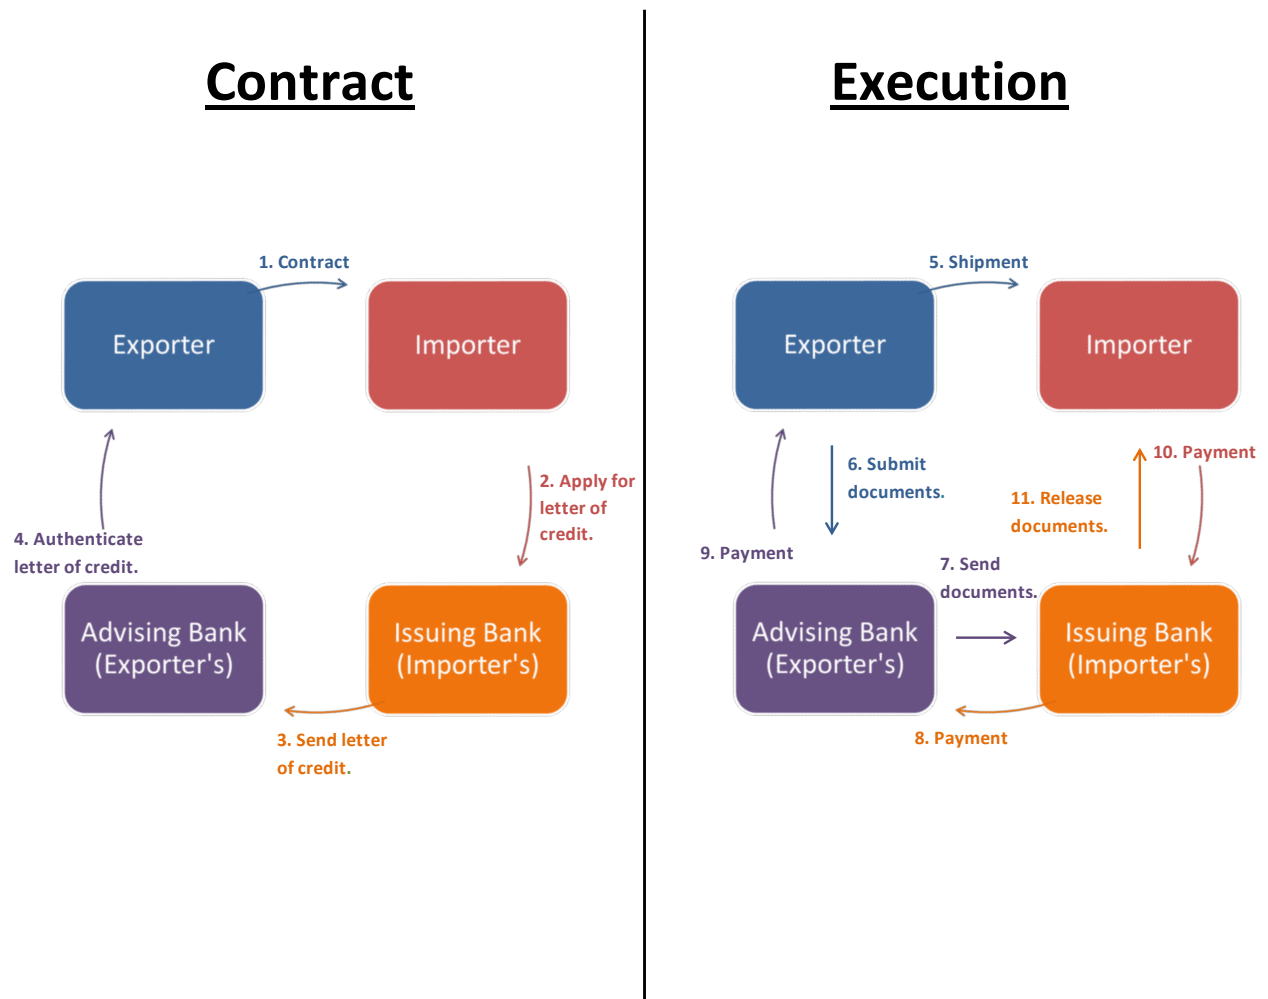 Contract
1. Contract
Exporter
Importer
2. Apply for
letter of
credit.
4. Authenticate
letter of credit.
Advising Bank
(Exporter's)
Issuing Bank
(Importer's)
3. Send letter
of credit.
Execution
5. Shipment
Exporter
Importer
6. Submit
documents.
10. Payment
11. Release
documents.
9. Payment
7. Send
documents.
Advising Bank
(Exporter's)
Issuing Bank
(Importer's)
8. Payment